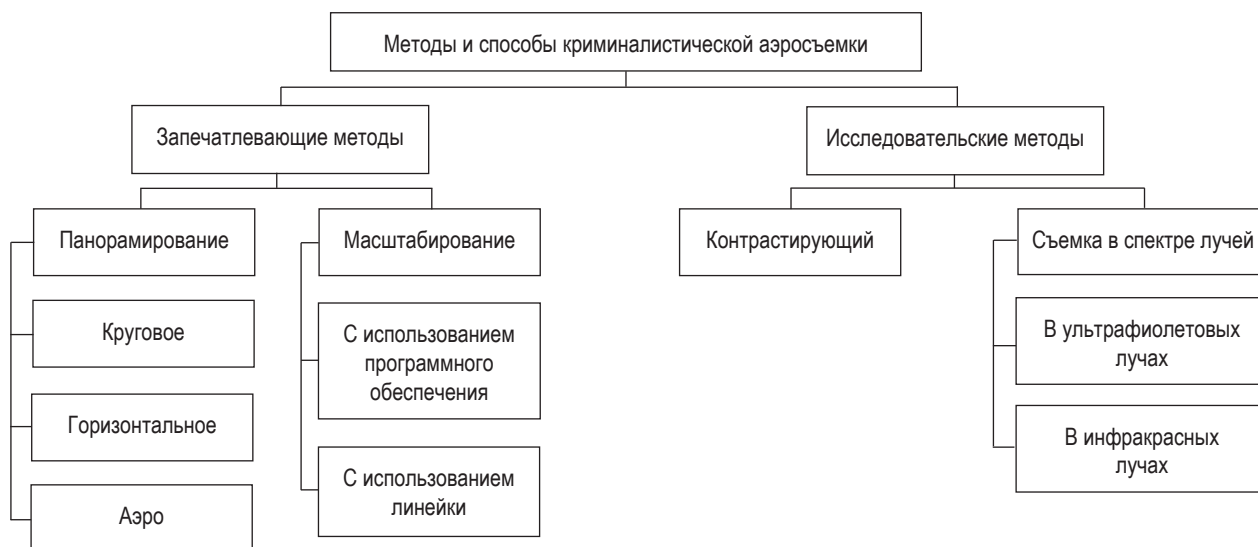 Методы и способы криминалистической аэросъемки
Запечатлевающие методы
Исследовательские методы
Панорамирование
Масштабирование
Контрастирующий
Съемка в спектре лучей
Круговое
С использованием
программного
обеспечения
В ультрафиолетовых
лучах
Горизонтальное
В инфракрасных
лучах
С использованием
линейки
Аэро